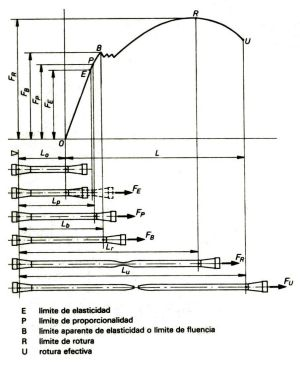 R
B
U
P
E
F_R
F_B
F_P
F_E
O
L_o
L
F_E
L_p
F_P
L_b
F_B
L_r
F_R
L_u
F_U
E límite de elasticidad
P límite de proporcionalidad
B límite aparente de elasticidad o límite de fluencia
R límite de rotura
U rotura efectiva